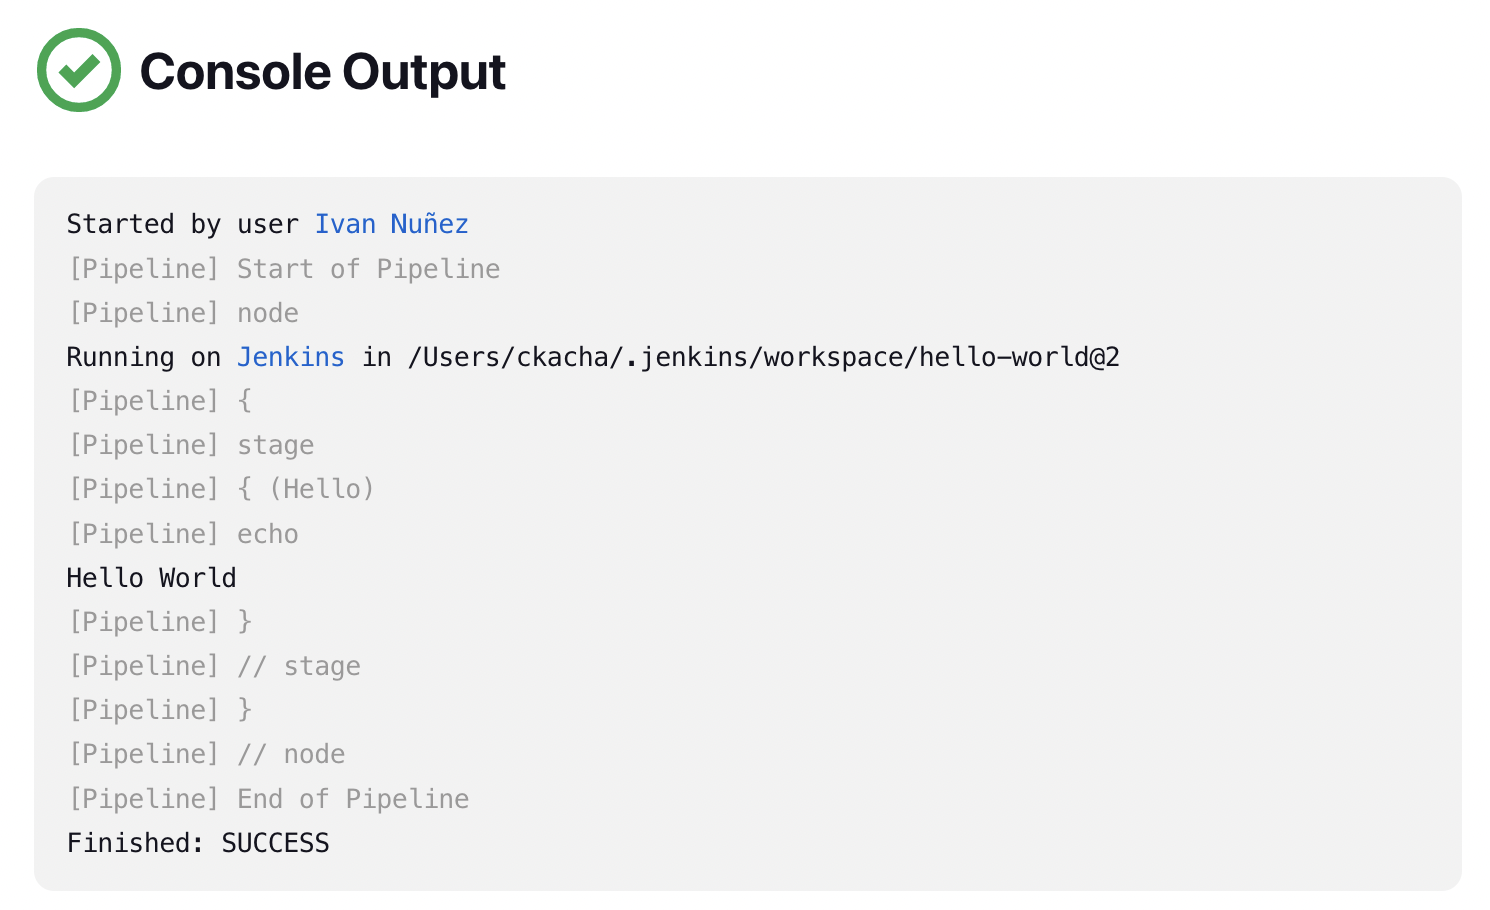 Console Output
Started by user Ivan Nuñez
[Pipeline] Start of Pipeline
[Pipeline] node
Running on Jenkins in /Users/ckacha/.jenkins/workspace/hello-world@2
[Pipeline] {
[Pipeline] stage
[Pipeline] { (Hello)
[Pipeline] echo
Hello World
[Pipeline] }
[Pipeline] // stage
[Pipeline] }
[Pipeline] // node
[Pipeline] End of Pipeline
Finished: SUCCESS